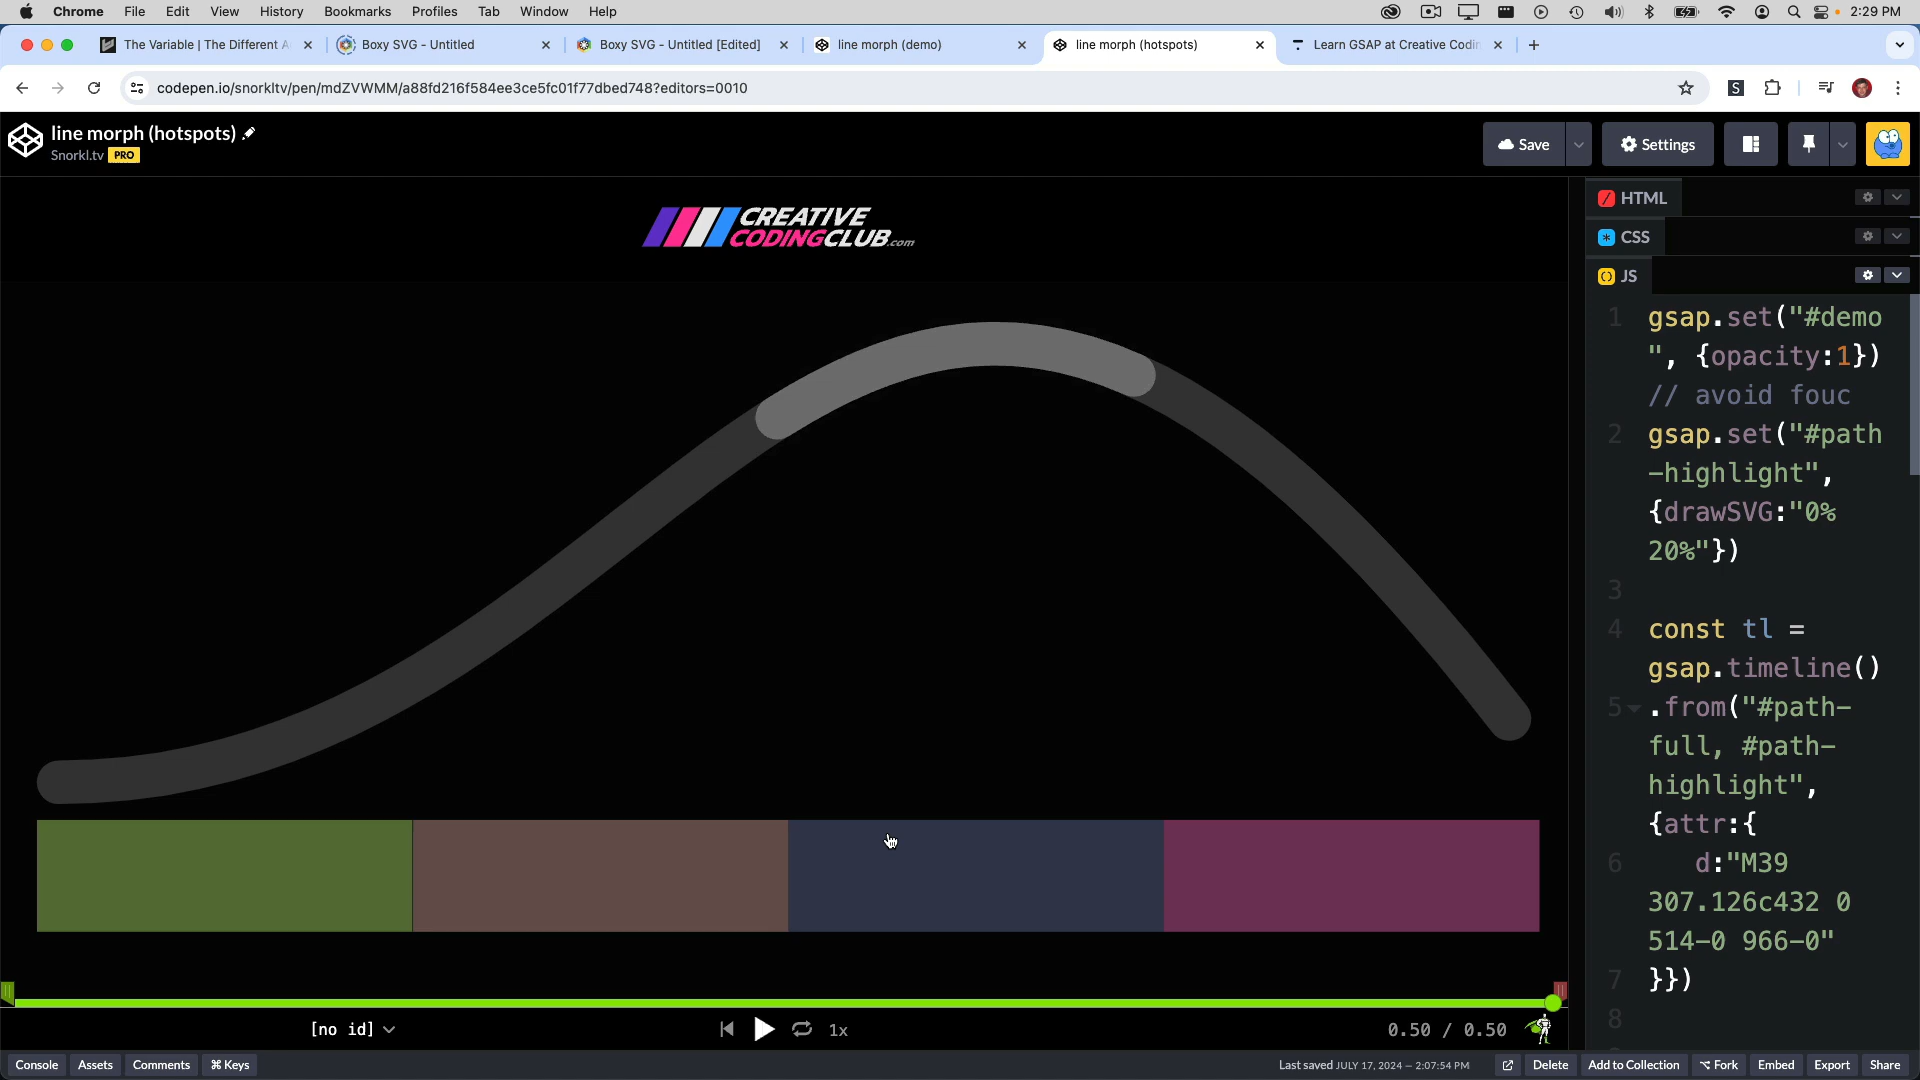 Chrome File Edit View History Bookmarks Profiles Tab Window Help 2:29 PM
The Variable | The Different A
Boxy SVG - Untitled
Boxy SVG - Untitled [Edited]
line morph (demo)
line morph (hotspots)
Learn GSAP at Creative Codin
codepen.io/snorkltv/pen/mdZVWMM/a88fd216f584ee3ce5fc01f77dbed748?editors=0010
S
line morph (hotspots)
Snorkl.tv PRO
Save
Settings
CREATIVE
CODINGCLUB.com
HTML
CSS
JS
1 gsap.set("#demo
", {opacity:1})
// avoid fouc
2 gsap.set("#path
-highlight",
{drawSVG:"0%
20%"})
3
4 const tl =
gsap.timeline()
5 .from("#path-
full, #path-
highlight",
{attr:{
6 d:"M39
307.126c432 0
514-0 966-0"
7 }})
8
[no id]
1x
0.50 / 0.50
Console Assets Comments ⌘ Keys
Last saved JULY 17, 2024 — 2:07:54 PM
Delete Add to Collection Fork Embed Export Share